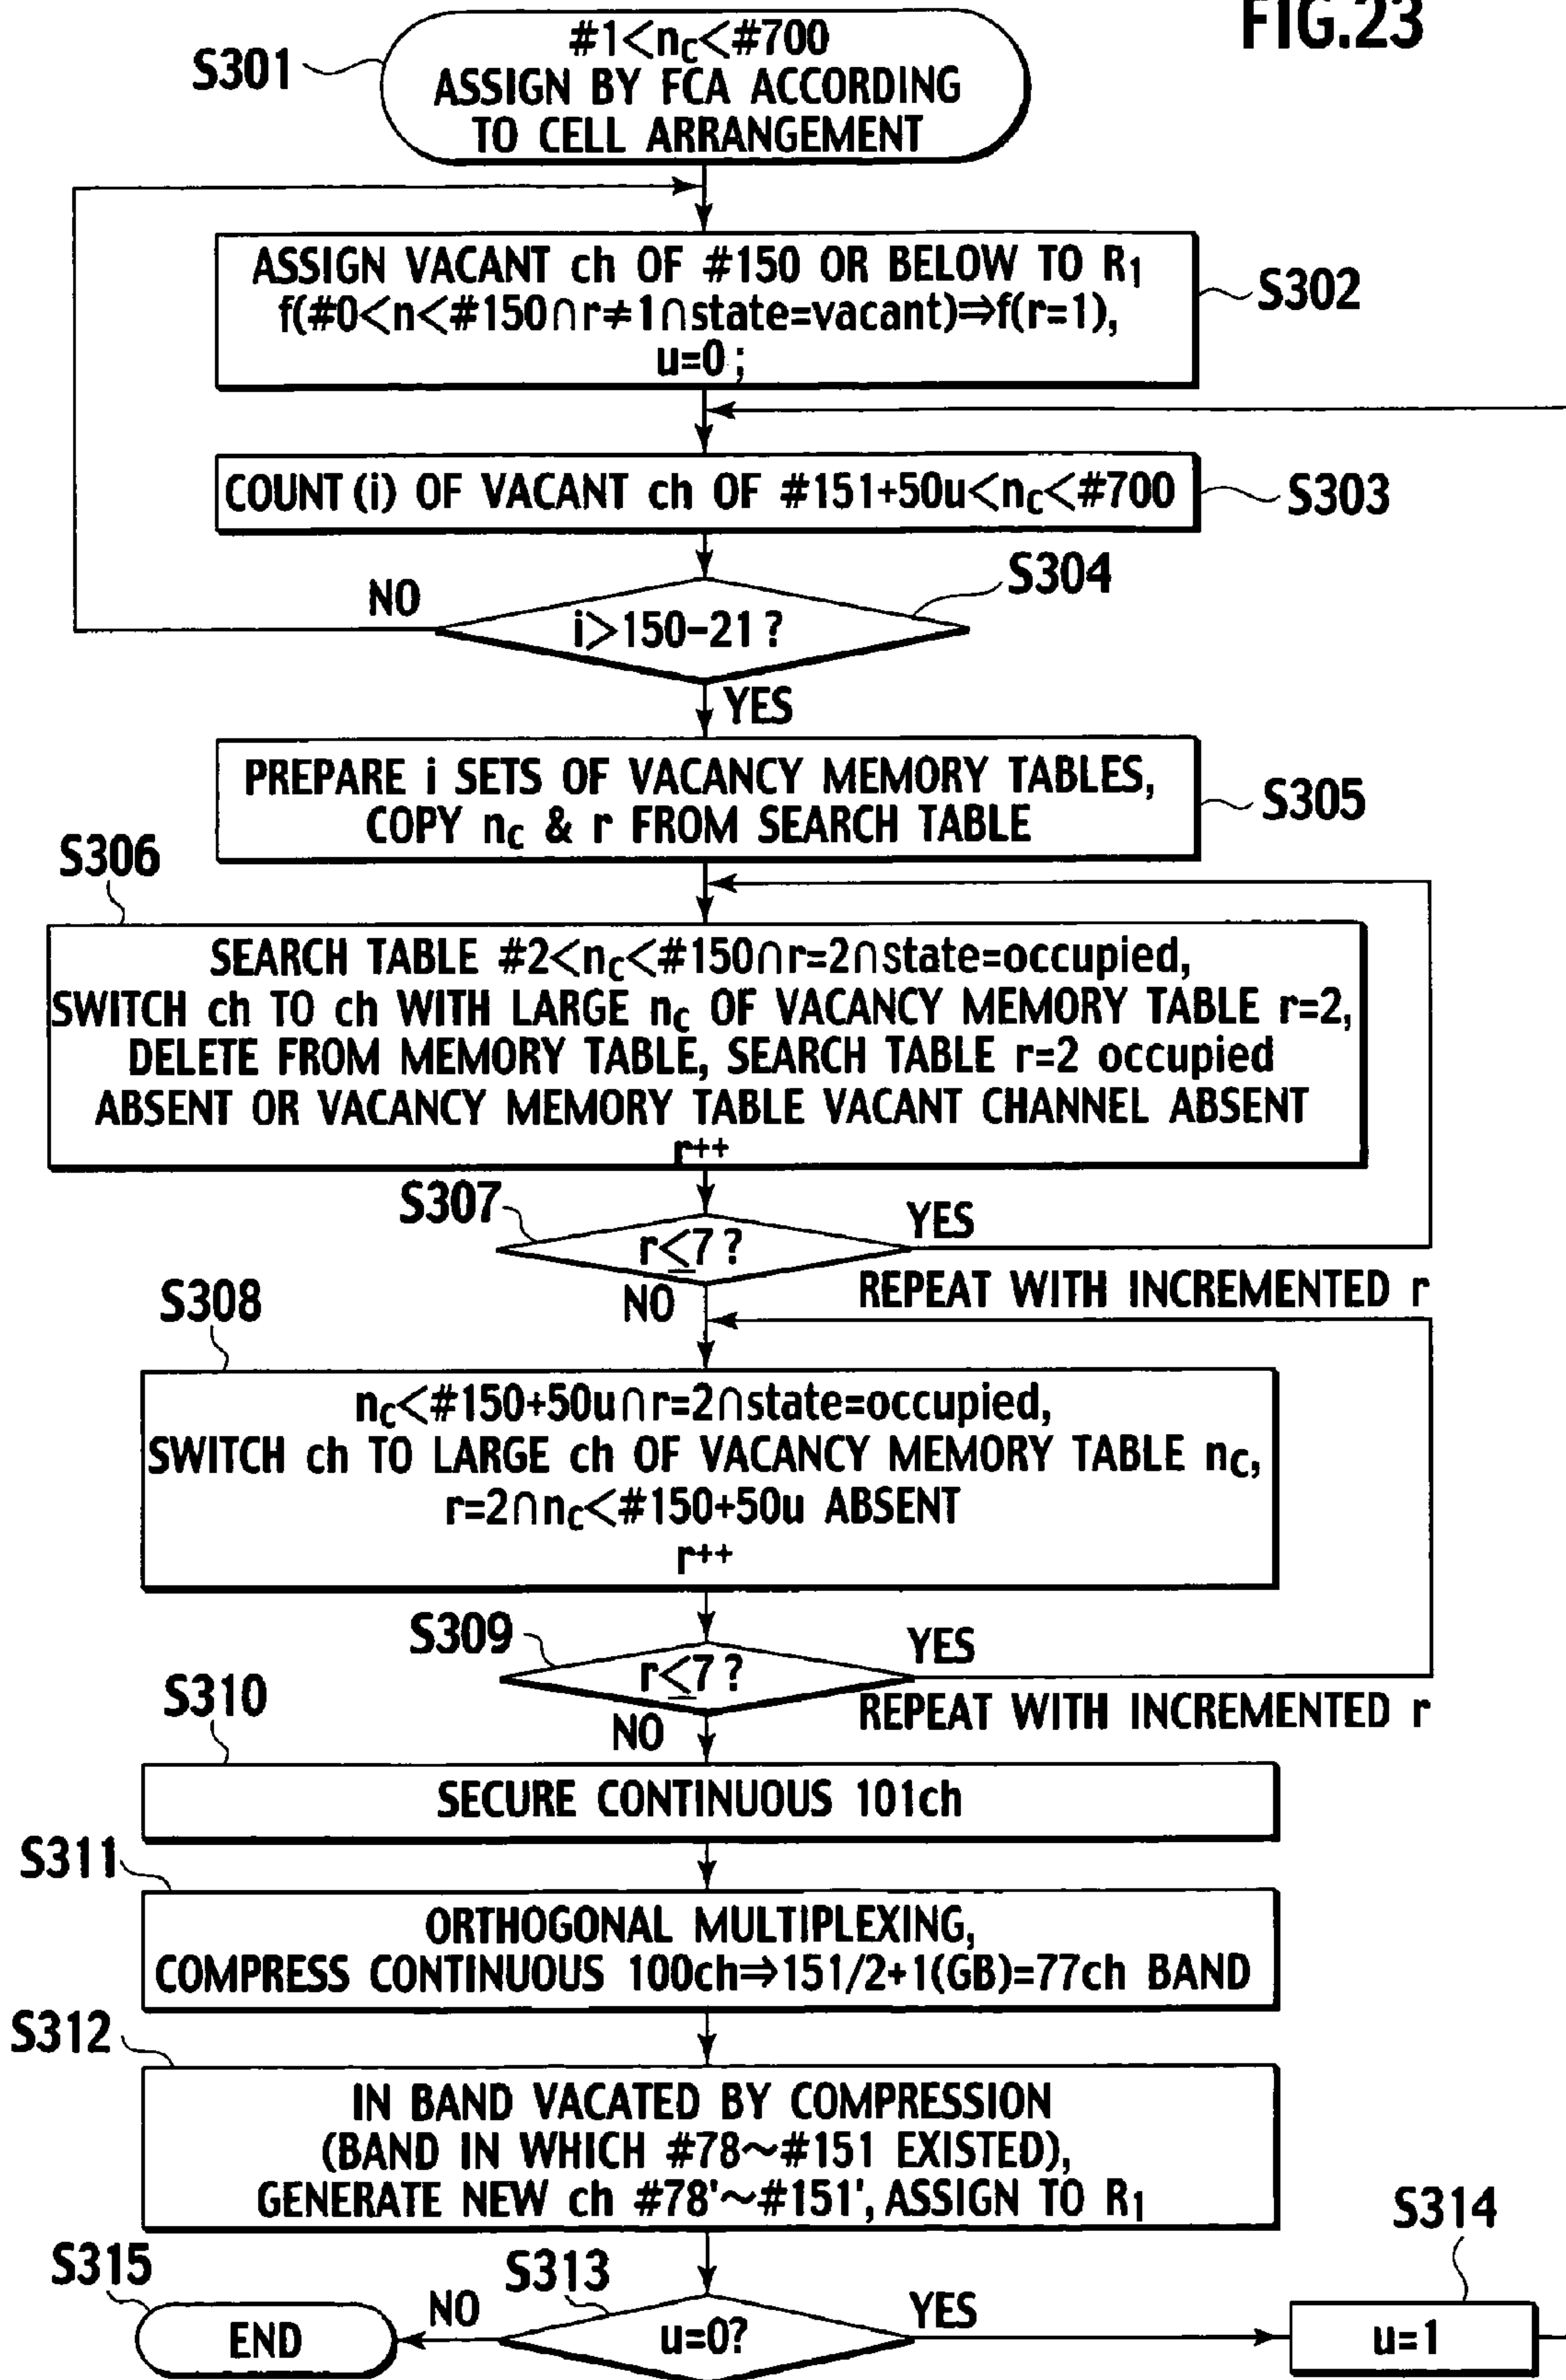 FIG.23
S301
#1<nC<#700
ASSIGN BY FCA ACCORDING
TO CELL ARRANGEMENT
ASSIGN VACANT ch OF #150 OR BELOW TO R1
f(#0<n<#150∩r≠1∩state=vacant)⇒f(r=1),
u=0;
S302
COUNT(i) OF VACANT ch OF #151+50u<nC<#700
S303
S304
NO
i>150-21?
YES
PREPARE i SETS OF VACANCY MEMORY TABLES,
COPY nC & r FROM SEARCH TABLE
S305
S306
SEARCH TABLE #2<nC<#150∩r=2∩state=occupied,
SWITCH ch TO ch WITH LARGE nC OF VACANCY MEMORY TABLE r=2,
DELETE FROM MEMORY TABLE, SEARCH TABLE r=2 occupied
ABSENT OR VACANCY MEMORY TABLE VACANT CHANNEL ABSENT
r++
S307
r≤7?
YES
NO
REPEAT WITH INCREMENTED r
S308
nC<#150+50u∩r=2∩state=occupied,
SWITCH ch TO LARGE ch OF VACANCY MEMORY TABLE nC,
r=2∩nC<#150+50u ABSENT
r++
S309
r≤7?
YES
NO
REPEAT WITH INCREMENTED r
S310
SECURE CONTINUOUS 101ch
S311
ORTHOGONAL MULTIPLEXING,
COMPRESS CONTINUOUS 100ch⇒151/2+1(GB)=77ch BAND
S312
IN BAND VACATED BY COMPRESSION
(BAND IN WHICH #78~#151 EXISTED),
GENERATE NEW ch #78'~#151', ASSIGN TO R1
S313
u=0?
YES
NO
S314
u=1
S315
END